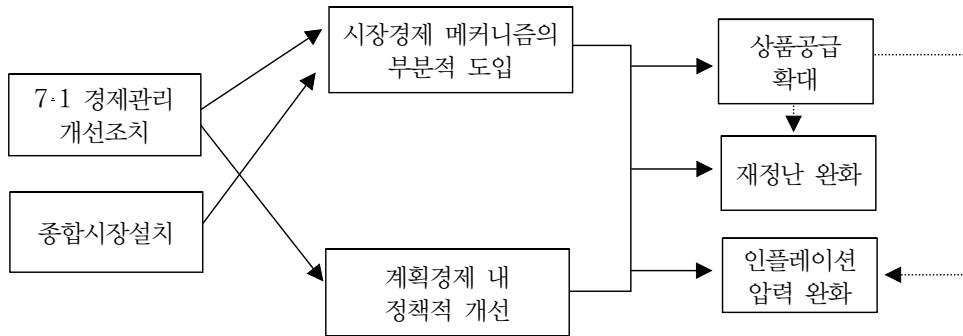 7·1 경제관리
개선조치
종합시장설치
시장경제 메커니즘의
부분적 도입
계획경제 내
정책적 개선
상품공급
확대
재정난 완화
인플레이션
압력 완화